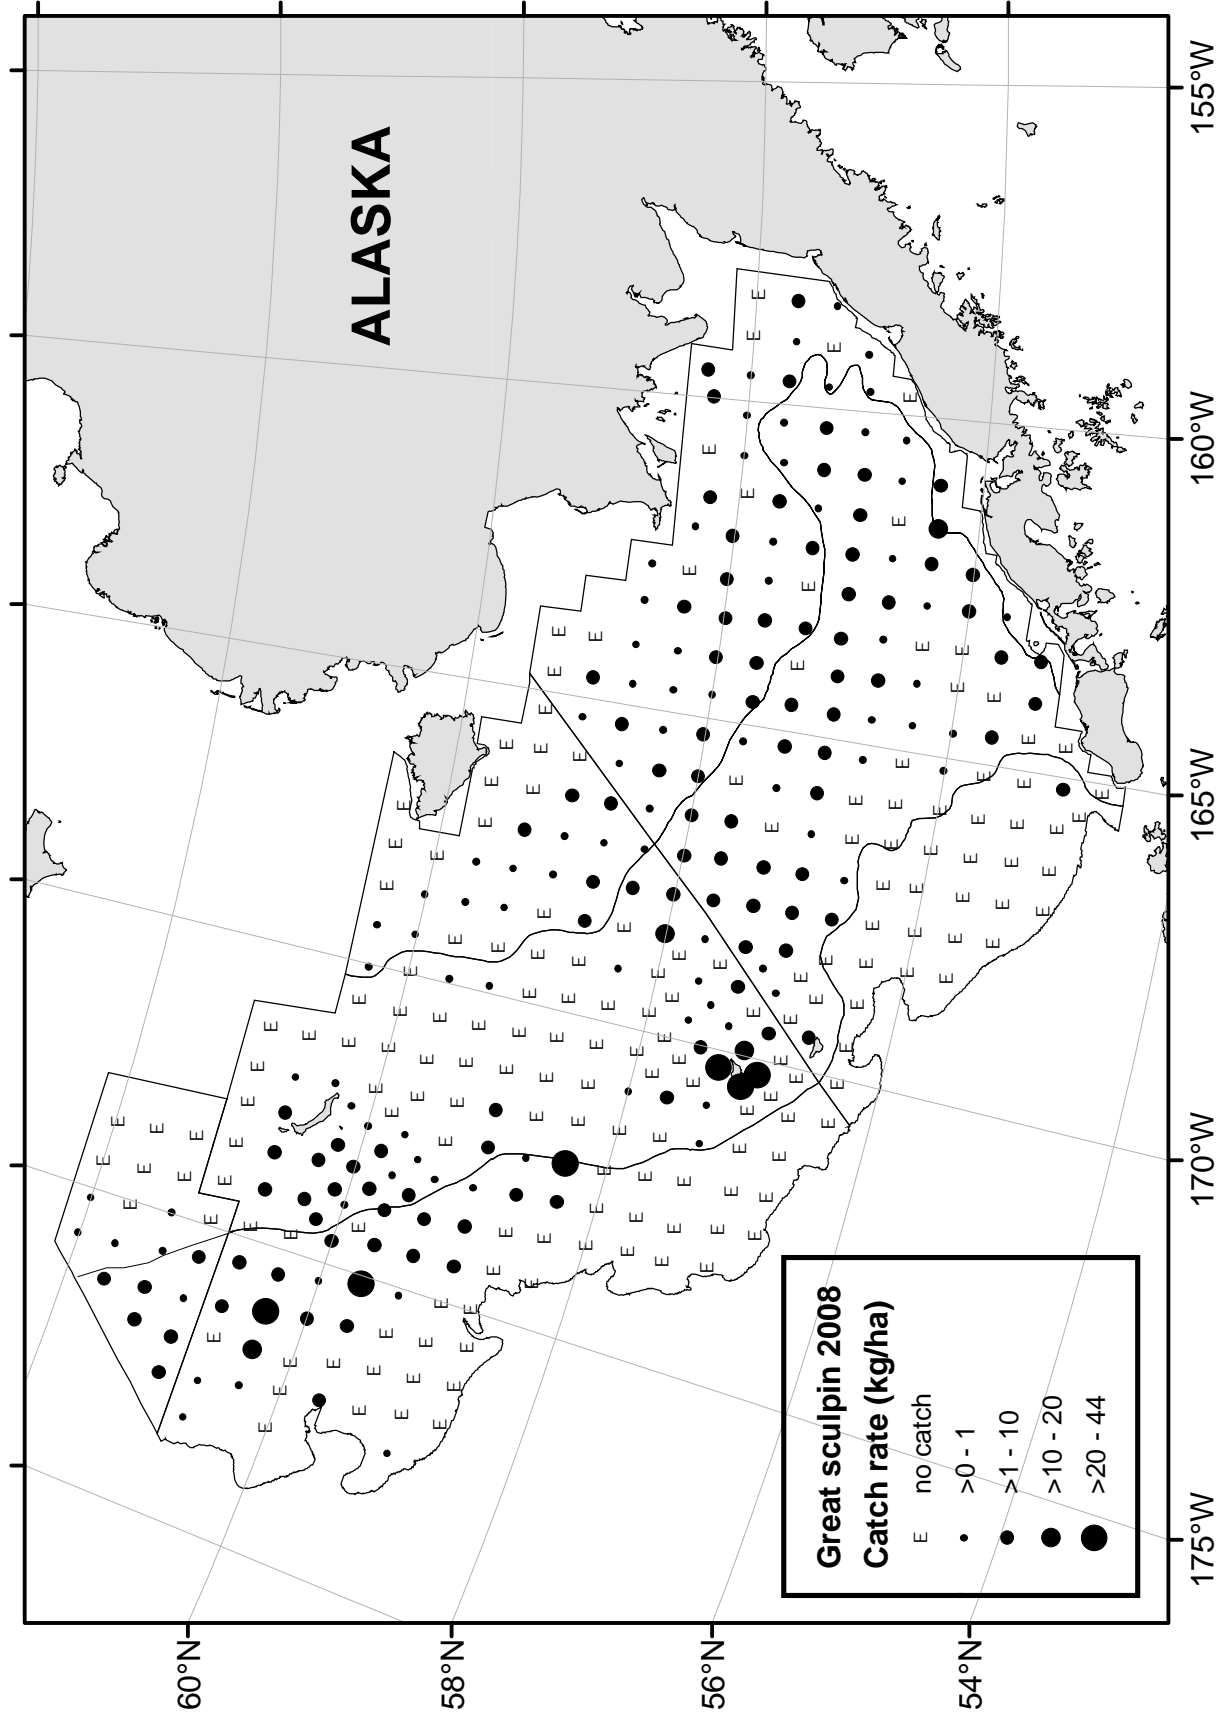 ALASKA
60°N
58°N
56°N
54°N
175°W
170°W
165°W
160°W
155°W
Great sculpin 2008
Catch rate (kg/ha)
E no catch
>0 - 1
>1 - 10
>10 - 20
>20 - 44